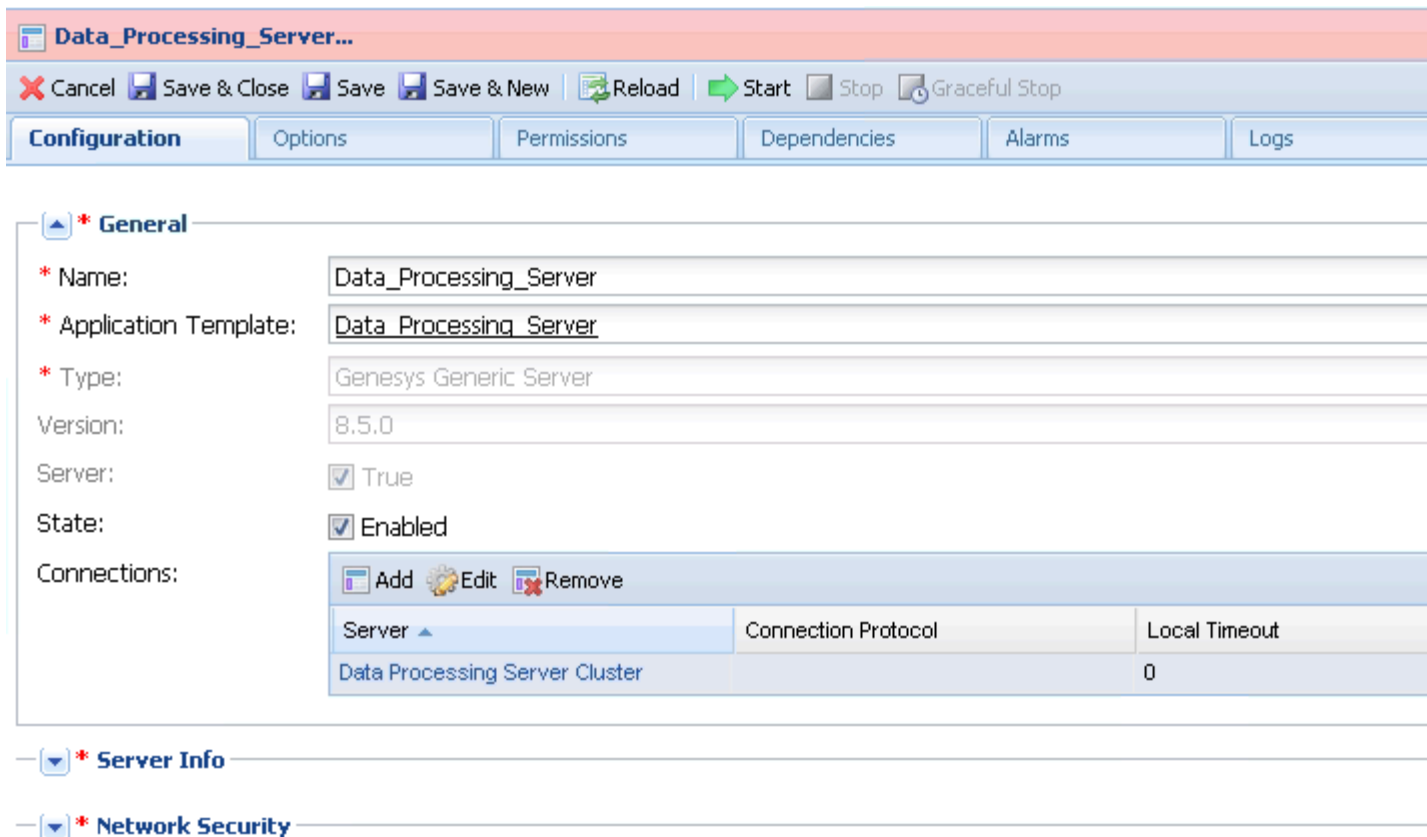 Data_Processing_Server...
Cancel Save & Close Save Save & New Reload Start Stop Graceful Stop
Configuration Options Permissions Dependencies Alarms Logs
* General
* Name: Data_Processing_Server
* Application Template: Data_Processing_Server
* Type: Genesys Generic Server
Version: 8.5.0
Server: True
State: Enabled
Connections:
Add Edit Remove
Server Connection Protocol Local Timeout
Data Processing Server Cluster 0
* Server Info
* Network Security